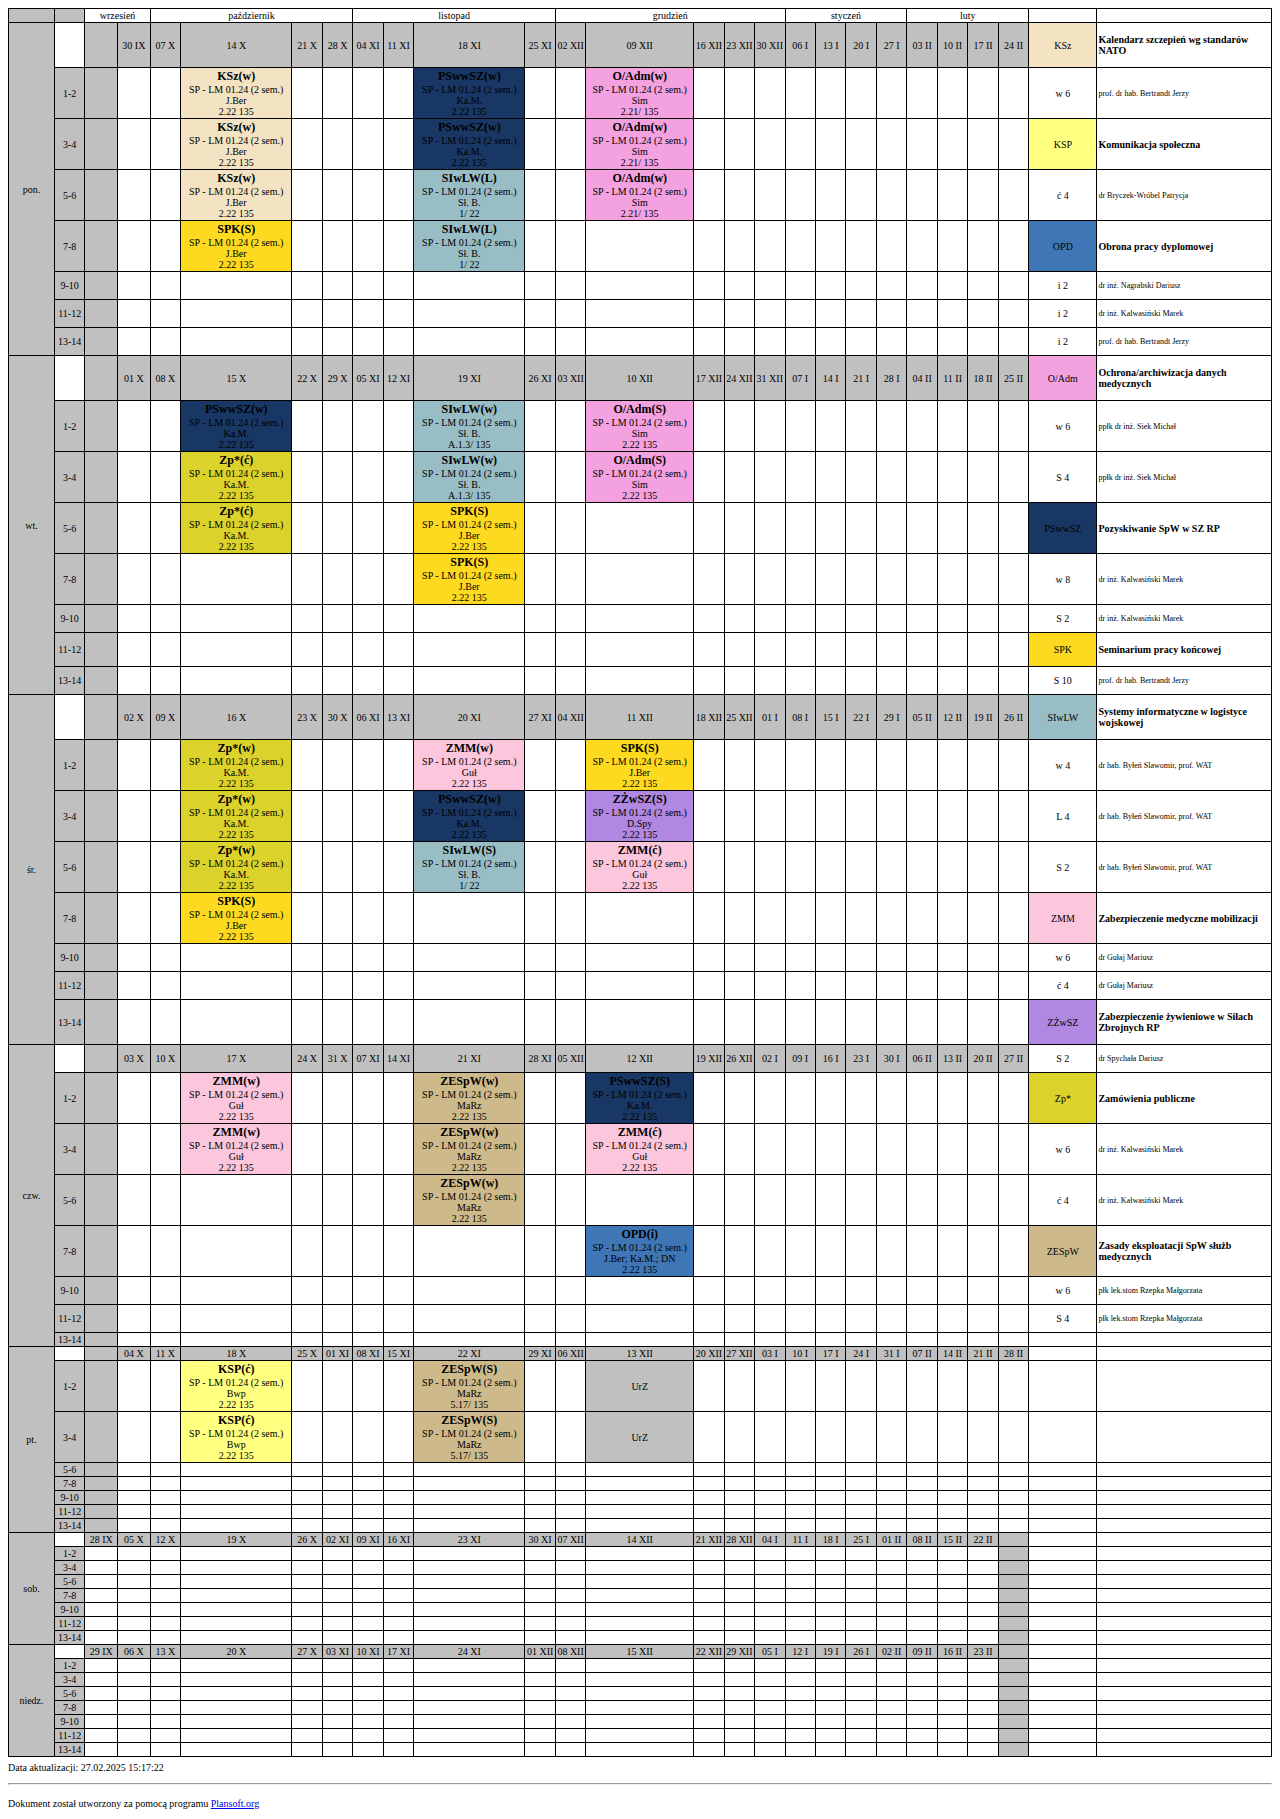 wrzesień październik listopad grudzień styczeń luty
pon. 30 IX 07 X 14 X 21 X 28 X 04 XI 11 XI 18 XI 25 XI 02 XII 09 XII 16 XII 23 XII 30 XII 06 I 13 I 20 I 27 I 03 II 10 II 17 II 24 II KSz Kalendarz szczepień wg standarów NATO
1-2 KSz(w) PSwwSZ(w) O/Adm(w) w 6 prof. dr hab. Bertrandt Jerzy
SP - LM 01.24 (2 sem.) SP - LM 01.24 (2 sem.) SP - LM 01.24 (2 sem.)
J.Ber Ka.M. Sim
2.22 135 2.22 135 2.21/ 135
3-4 KSz(w) PSwwSZ(w) O/Adm(w) KSP Komunikacja społeczna
SP - LM 01.24 (2 sem.) SP - LM 01.24 (2 sem.) SP - LM 01.24 (2 sem.)
J.Ber Ka.M. Sim
2.22 135 2.22 135 2.21/ 135
5-6 KSz(w) SIwLW(L) O/Adm(w) ć 4 dr Bryczek-Wróbel Patrycja
SP - LM 01.24 (2 sem.) SP - LM 01.24 (2 sem.) SP - LM 01.24 (2 sem.)
J.Ber Sł. B. Sim
2.22 135 1/ 22 2.21/ 135
7-8 SPK(S) SIwLW(L) OPD Obrona pracy dyplomowej
SP - LM 01.24 (2 sem.) SP - LM 01.24 (2 sem.)
J.Ber Sł. B.
2.22 135 1/ 22
9-10 i 2 dr inż. Nagrabski Dariusz
11-12 i 2 dr inż. Kalwasiński Marek
13-14 i 2 prof. dr hab. Bertrandt Jerzy
wt. 01 X 08 X 15 X 22 X 29 X 05 XI 12 XI 19 XI 26 XI 03 XII 10 XII 17 XII 24 XII 31 XII 07 I 14 I 21 I 28 I 04 II 11 II 18 II 25 II O/Adm Ochrona/archiwizacja danych medycznych
1-2 PSwwSZ(w) SIwLW(w) O/Adm(S) w 6 ppłk dr inż. Siek Michał
SP - LM 01.24 (2 sem.) SP - LM 01.24 (2 sem.) SP - LM 01.24 (2 sem.)
Ka.M. Sł. B. Sim
2.22 135 A.1.3/ 135 2.22 135
3-4 Zp*(ć) SIwLW(w) O/Adm(S) S 4 ppłk dr inż. Siek Michał
SP - LM 01.24 (2 sem.) SP - LM 01.24 (2 sem.) SP - LM 01.24 (2 sem.)
Ka.M. Sł. B. Sim
2.22 135 A.1.3/ 135 2.22 135
5-6 Zp*(ć) SPK(S) PSwwSZ Pozyskiwanie SpW w SZ RP
SP - LM 01.24 (2 sem.) SP - LM 01.24 (2 sem.)
Ka.M. J.Ber
2.22 135 2.22 135
7-8 SPK(S) w 8 dr inż. Kalwasiński Marek
SP - LM 01.24 (2 sem.)
J.Ber
2.22 135
9-10 S 2 dr inż. Kalwasiński Marek
11-12 SPK Seminarium pracy końcowej
13-14 S 10 prof. dr hab. Bertrandt Jerzy
śr. 02 X 09 X 16 X 23 X 30 X 06 XI 13 XI 20 XI 27 XI 04 XII 11 XII 18 XII 25 XII 01 I 08 I 15 I 22 I 29 I 05 II 12 II 19 II 26 II SIwLW Systemy informatyczne w logistyce wojskowej
1-2 Zp*(w) ZMM(w) SPK(S) w 4 dr hab. Byłeń Slawomir, prof. WAT
SP - LM 01.24 (2 sem.) SP - LM 01.24 (2 sem.) SP - LM 01.24 (2 sem.)
Ka.M. Guł J.Ber
2.22 135 2.22 135 2.22 135
3-4 Zp*(w) PSwwSZ(w) ZŻwSZ(S) L 4 dr hab. Byłeń Slawomir, prof. WAT
SP - LM 01.24 (2 sem.) SP - LM 01.24 (2 sem.) SP - LM 01.24 (2 sem.)
Ka.M. Ka.M. D.Spy
2.22 135 2.22 135 2.22 135
5-6 Zp*(w) SIwLW(S) ZMM(ć) S 2 dr hab. Byłeń Slawomir, prof. WAT
SP - LM 01.24 (2 sem.) SP - LM 01.24 (2 sem.) SP - LM 01.24 (2 sem.)
Ka.M. Sł. B. Guł
2.22 135 1/ 22 2.22 135
7-8 SPK(S) ZMM Zabezpieczenie medyczne mobilizacji
SP - LM 01.24 (2 sem.)
J.Ber
2.22 135
9-10 w 6 dr Gułaj Mariusz
11-12 ć 4 dr Gułaj Mariusz
13-14 ZŻwSZ Zabezpieczenie żywieniowe w Siłach Zbrojnych RP
czw. 03 X 10 X 17 X 24 X 31 X 07 XI 14 XI 21 XI 28 XI 05 XII 12 XII 19 XII 26 XII 02 I 09 I 16 I 23 I 30 I 06 II 13 II 20 II 27 II S 2 dr Spychała Dariusz
1-2 ZMM(w) ZESpW(w) PSwwSZ(S) Zp* Zamówienia publiczne
SP - LM 01.24 (2 sem.) SP - LM 01.24 (2 sem.) SP - LM 01.24 (2 sem.)
Guł MaRz Ka.M.
2.22 135 2.22 135 2.22 135
3-4 ZMM(w) ZESpW(w) ZMM(ć) w 6 dr inż. Kalwasiński Marek
SP - LM 01.24 (2 sem.) SP - LM 01.24 (2 sem.) SP - LM 01.24 (2 sem.)
Guł MaRz Guł
2.22 135 2.22 135 2.22 135
5-6 ZESpW(w) ć 4 dr inż. Kalwasiński Marek
SP - LM 01.24 (2 sem.)
MaRz
2.22 135
7-8 OPD(i) ZESpW Zasady eksploatacji SpW służb medycznych
SP - LM 01.24 (2 sem.)
J.Ber; Ka.M.; DN
2.22 135
9-10 w 6 płk lek.stom Rzepka Małgorzata
11-12 S 4 płk lek.stom Rzepka Małgorzata
13-14
pt. 04 X 11 X 18 X 25 X 01 XI 08 XI 15 XI 22 XI 29 XI 06 XII 13 XII 20 XII 27 XII 03 I 10 I 17 I 24 I 31 I 07 II 14 II 21 II 28 II
1-2 KSP(ć) ZESpW(S) UrZ
SP - LM 01.24 (2 sem.) SP - LM 01.24 (2 sem.)
Bwp MaRz
2.22 135 5.17/ 135
3-4 KSP(ć) ZESpW(S) UrZ
SP - LM 01.24 (2 sem.) SP - LM 01.24 (2 sem.)
Bwp MaRz
2.22 135 5.17/ 135
5-6
7-8
9-10
11-12
13-14
sob. 28 IX 05 X 12 X 19 X 26 X 02 XI 09 XI 16 XI 23 XI 30 XI 07 XII 14 XII 21 XII 28 XII 04 I 11 I 18 I 25 I 01 II 08 II 15 II 22 II
1-2
3-4
5-6
7-8
9-10
11-12
13-14
niedz. 29 IX 06 X 13 X 20 X 27 X 03 XI 10 XI 17 XI 24 XI 01 XII 08 XII 15 XII 22 XII 29 XII 05 I 12 I 19 I 26 I 02 II 09 II 16 II 23 II
1-2
3-4
5-6
7-8
9-10
11-12
13-14
Data aktualizacji: 27.02.2025 15:17:22
Dokument został utworzony za pomocą programu Plansoft.org